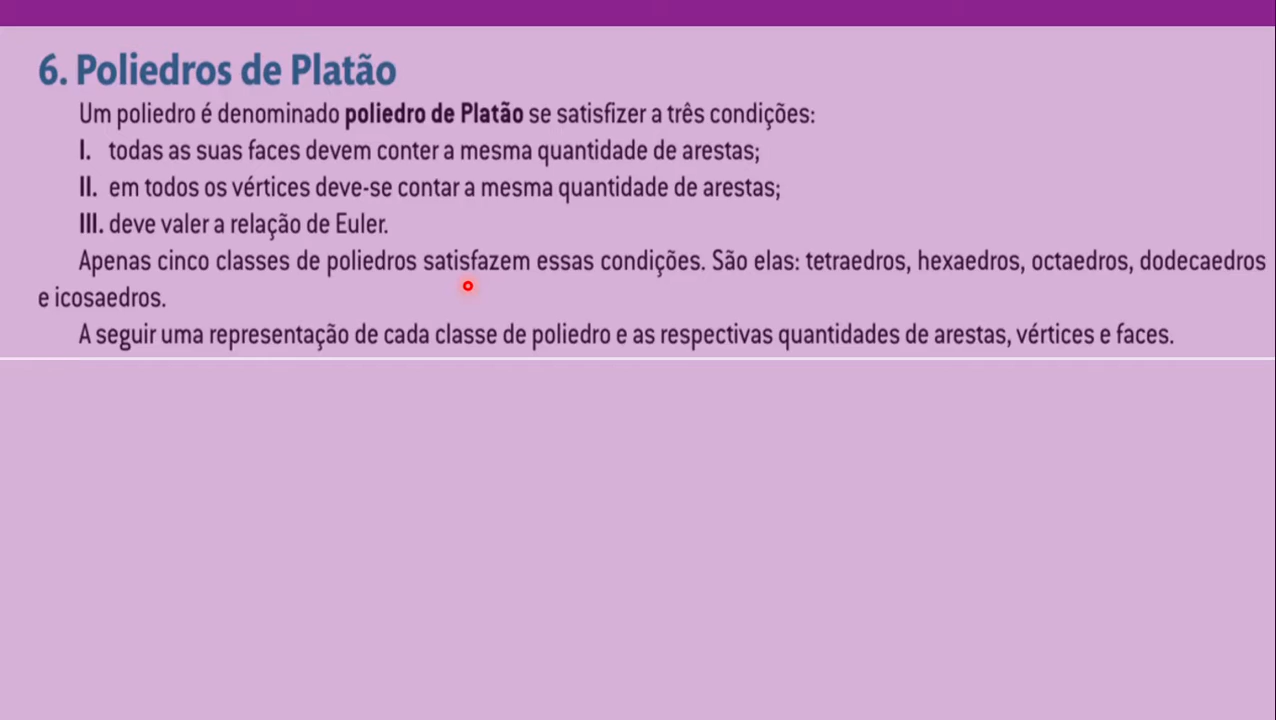 6. Poliedros de Platão
Um poliedro é denominado poliedro de Platão se satisfizer a três condições:
I. todas as suas faces devem conter a mesma quantidade de arestas;
II. em todos os vértices deve-se contar a mesma quantidade de arestas;
III. deve valer a relação de Euler.
Apenas cinco classes de poliedros satisfazem essas condições. São elas: tetraedros, hexaedros, octaedros, dodecaedros
e icosaedros.
A seguir uma representação de cada classe de poliedro e as respectivas quantidades de arestas, vértices e faces.